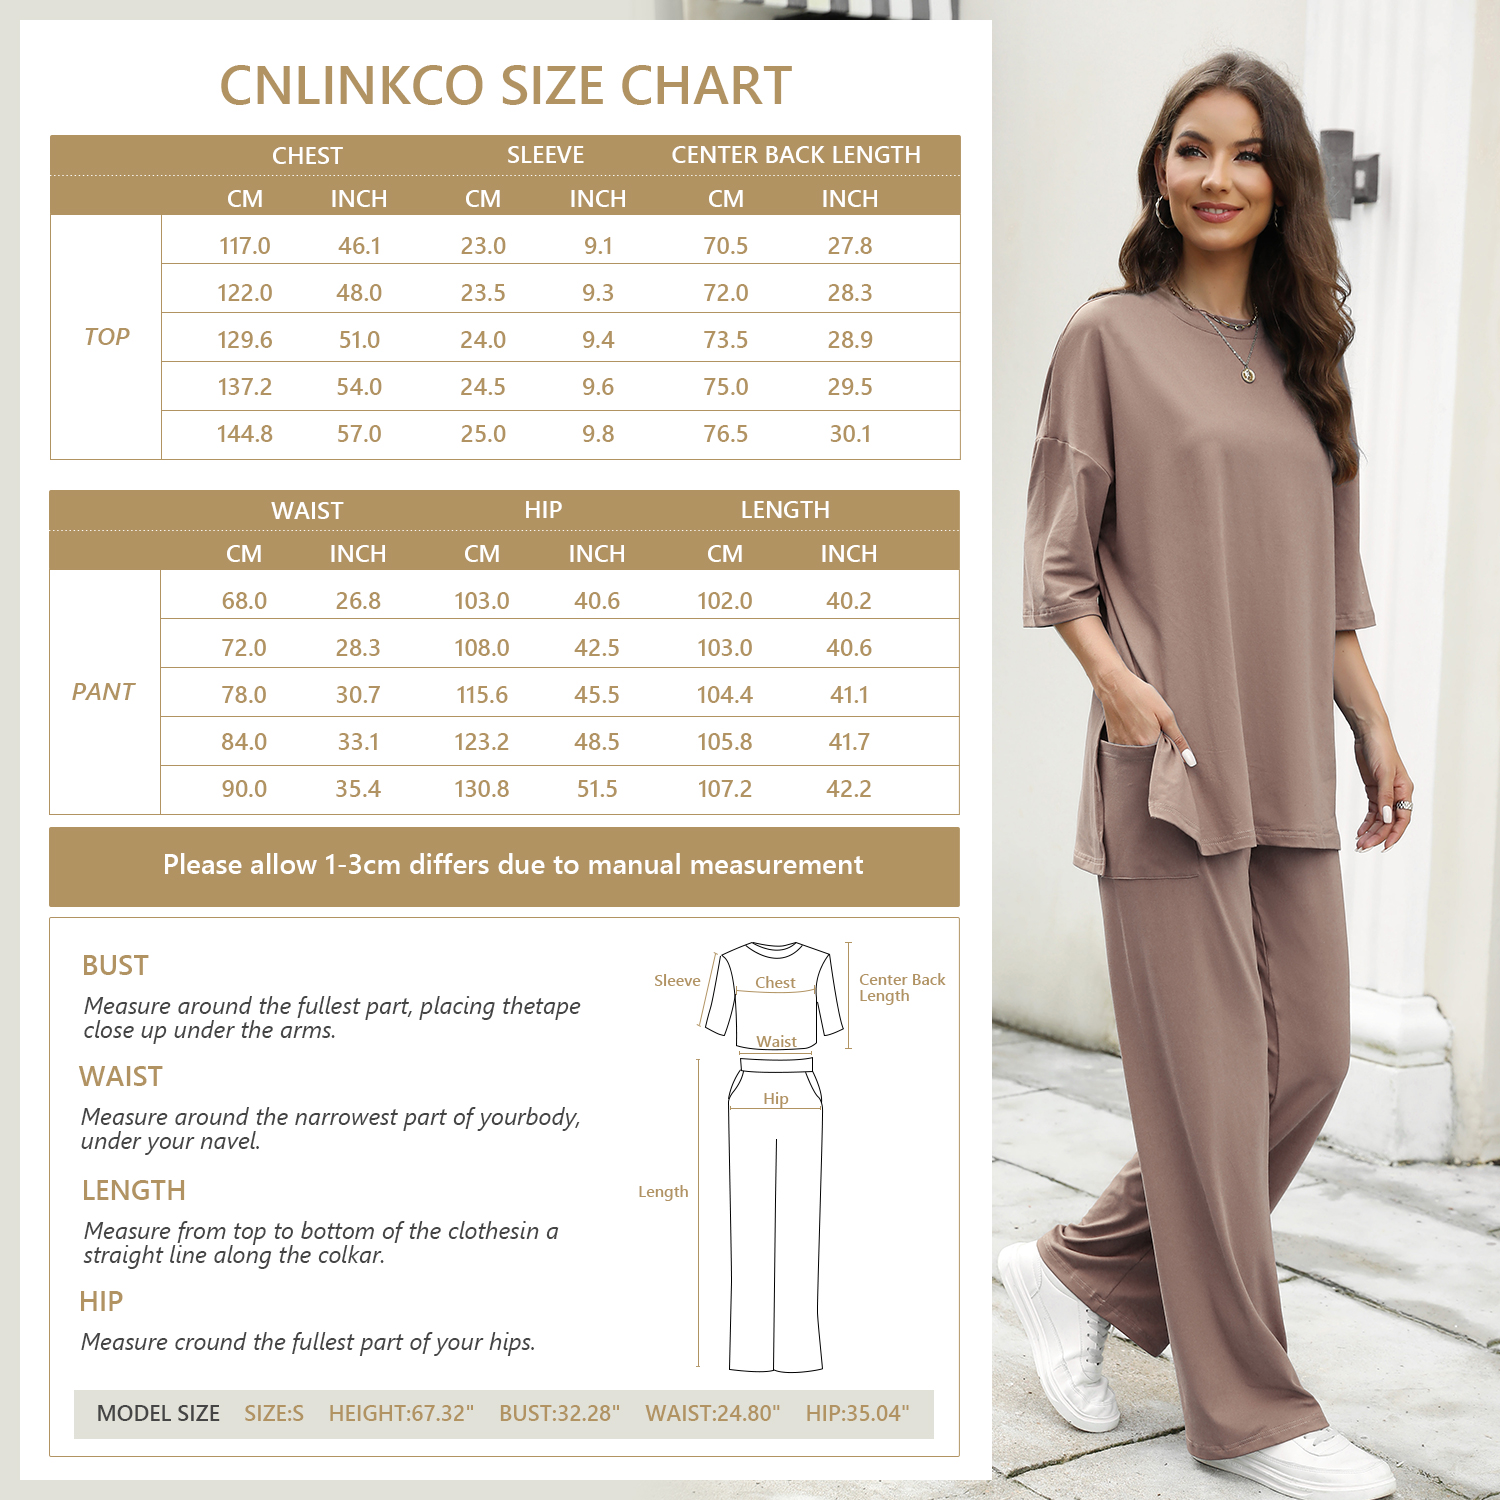 CNLINKCO SIZE CHART
CHEST SLEEVE CENTER BACK LENGTH
CM INCH CM INCH CM INCH
TOP
117.0 46.1 23.0 9.1 70.5 27.8
122.0 48.0 23.5 9.3 72.0 28.3
129.6 51.0 24.0 9.4 73.5 28.9
137.2 54.0 24.5 9.6 75.0 29.5
144.8 57.0 25.0 9.8 76.5 30.1
WAIST HIP LENGTH
CM INCH CM INCH CM INCH
PANT
68.0 26.8 103.0 40.6 102.0 40.2
72.0 28.3 108.0 42.5 103.0 40.6
78.0 30.7 115.6 45.5 104.4 41.1
84.0 33.1 123.2 48.5 105.8 41.7
90.0 35.4 130.8 51.5 107.2 42.2
Please allow 1-3cm differs due to manual measurement
BUST
Measure around the fullest part, placing thetape
close up under the arms.
WAIST
Measure around the narrowest part of yourbody,
under your navel.
LENGTH
Measure from top to bottom of the clothesin a
straight line along the colkar.
HIP
Measure cround the fullest part of your hips.
Sleeve
Chest
Center Back
Length
Waist
Hip
Length
MODEL SIZE SIZE:S HEIGHT:67.32" BUST:32.28" WAIST:24.80" HIP:35.04"